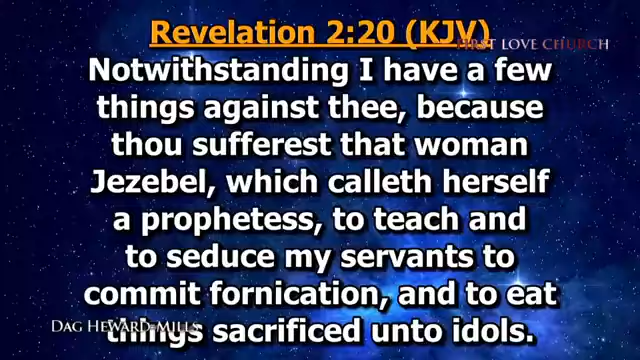 Revelation 2:20 (KJV)
FIRST LOVE CHURCH
Notwithstanding I have a few
things against thee, because
thou sufferest that woman
Jezebel, which calleth herself
a prophetess, to teach and
to seduce my servants to
commit fornication, and to eat
things sacrificed unto idols.
DAG HEWARD-MILLS